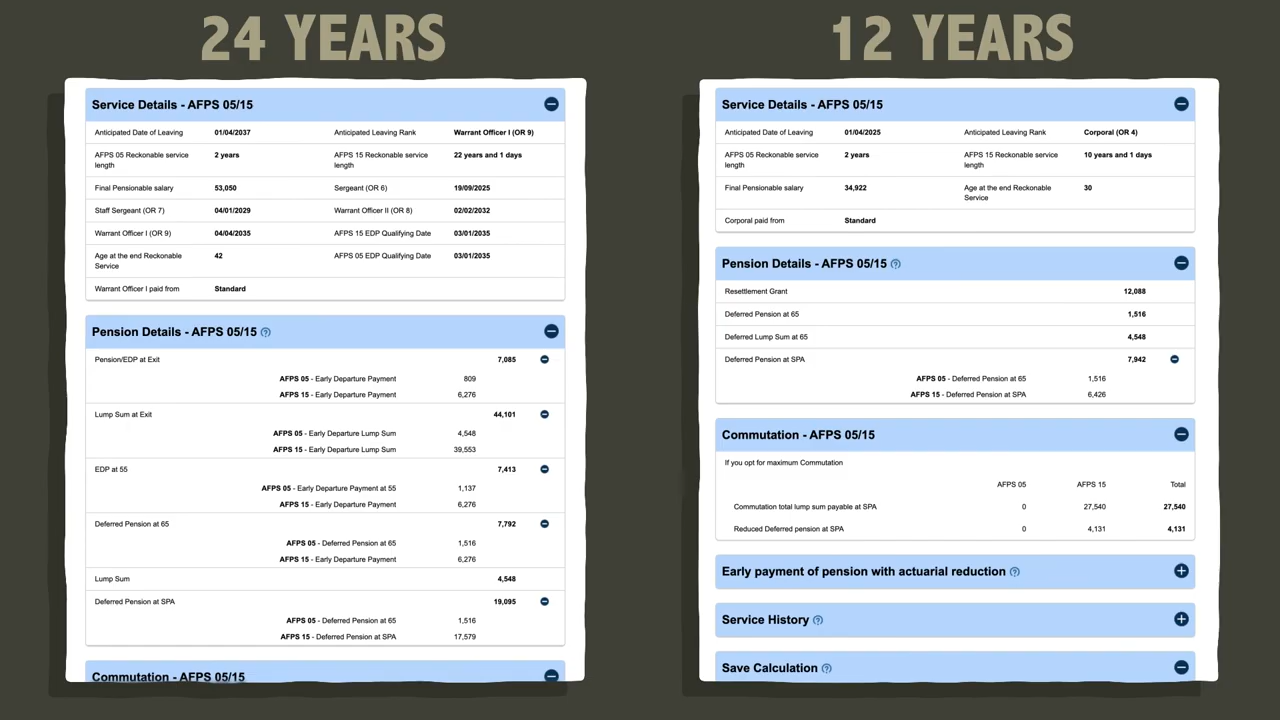 24 YEARS
Service Details - AFPS 05/15
Anticipated Date of Leaving 01/04/2037 Anticipated Leaving Rank Warrant Officer I (OR 9)
AFPS 05 Reckonable service length 2 years AFPS 15 Reckonable service length 22 years and 1 days
Final Pensionable salary 53,050 Sergeant (OR 6) 19/09/2025
Staff Sergeant (OR 7) 04/01/2029 Warrant Officer II (OR 8) 02/02/2032
Warrant Officer I (OR 9) 04/04/2035 AFPS 15 EDP Qualifying Date 03/01/2035
Age at the end Reckonable Service 42 AFPS 05 EDP Qualifying Date 03/01/2035
Warrant Officer I paid from Standard
Pension Details - AFPS 05/15 ?
Pension/EDP at Exit 7,085
AFPS 05 - Early Departure Payment 809
AFPS 15 - Early Departure Payment 6,276
Lump Sum at Exit 44,101
AFPS 05 - Early Departure Lump Sum 4,548
AFPS 15 - Early Departure Lump Sum 39,553
EDP at 55 7,413
AFPS 05 - Early Departure Payment at 55 1,137
AFPS 15 - Early Departure Payment 6,276
Deferred Pension at 65 7,792
AFPS 05 - Deferred Pension at 65 1,516
AFPS 15 - Early Departure Payment 6,276
Lump Sum 4,548
Deferred Pension at SPA 19,095
AFPS 05 - Deferred Pension at 65 1,516
AFPS 15 - Deferred Pension at SPA 17,579
Commutation - AFPS 05/15
12 YEARS
Service Details - AFPS 05/15
Anticipated Date of Leaving 01/04/2025 Anticipated Leaving Rank Corporal (OR 4)
AFPS 05 Reckonable service length 2 years AFPS 15 Reckonable service length 10 years and 1 days
Final Pensionable salary 34,922 Age at the end Reckonable Service 30
Corporal paid from Standard
Pension Details - AFPS 05/15 ?
Resettlement Grant 12,088
Deferred Pension at 65 1,516
Deferred Lump Sum at 65 4,548
Deferred Pension at SPA 7,942
AFPS 05 - Deferred Pension at 65 1,516
AFPS 15 - Deferred Pension at SPA 6,426
Commutation - AFPS 05/15
If you opt for maximum Commutation
AFPS 05 AFPS 15 Total
Commutation total lump sum payable at SPA 0 27,540 27,540
Reduced Deferred pension at SPA 0 4,131 4,131
Early payment of pension with actuarial reduction ?
Service History ?
Save Calculation ?